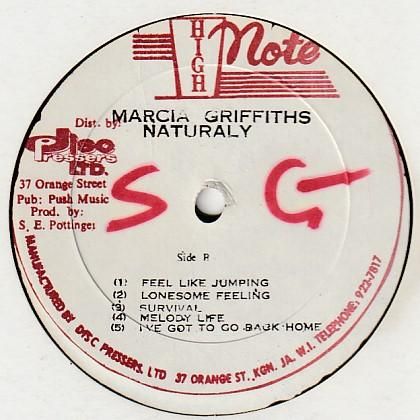 HIGH Note
Dist. by:
MARCIA GRIFFITHS
NATURALY
Pressers
LTD.
37 Orange Street
Pub: Push Music
Prod. by:
S. E. Pottinger
S G
Side B
(1) FEEL LIKE JUMPING
(2) LONESOME FEELING
(3) SURVIVAL
(4) MELODY LIFE
(5) I'VE GOT TO GO BACK HOME
MANUFACTURED BY DFSC PRESSERS. LTD 37 ORANGE ST., KGN. JA. W.I. TELEPHONE: 922-7817